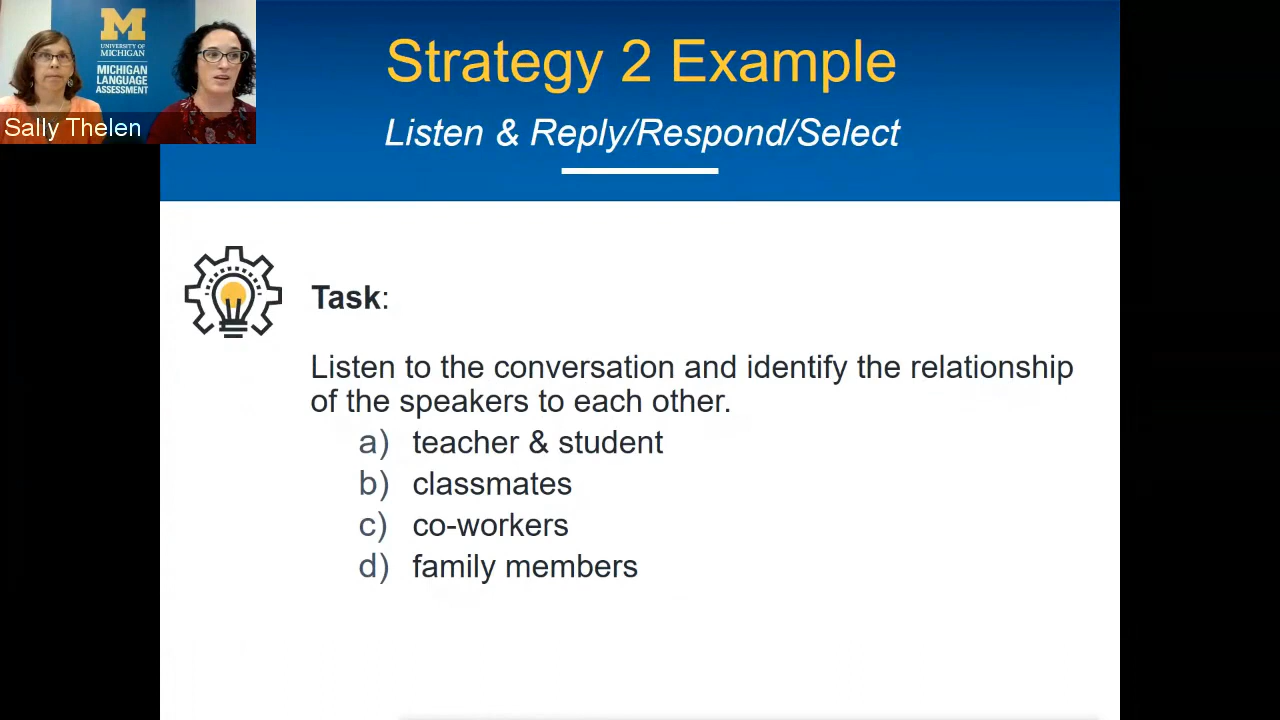 M
UNIVERSITY OF
MICHIGAN
MICHIGAN
LANGUAGE
ASSESSMENT
Sally Thelen
Strategy 2 Example
Listen & Reply/Respond/Select
Task:
Listen to the conversation and identify the relationship
of the speakers to each other.
a) teacher & student
b) classmates
c) co-workers
d) family members